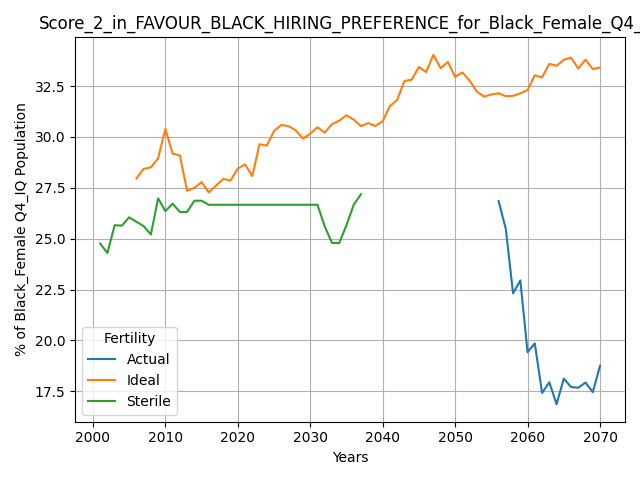 Score_2_in_FAVOUR_BLACK_HIRING_PREFERENCE_for_Black_Female_Q4_
% of Black_Female Q4_IQ Population
32.5
30.0
27.5
25.0
22.5
20.0
17.5
Fertility
Actual
Ideal
Sterile
2000 2010 2020 2030 2040 2050 2060 2070
Years